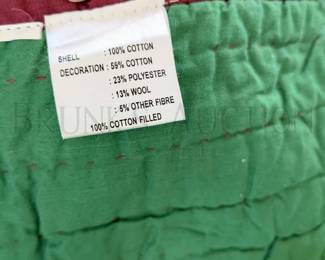 SHELL : 100% COTTON
DECORATION : 59% COTTON
: 23% POLYESTER
: 13% WOOL
: 5% OTHER FIBRE
100% COTTON FILLED